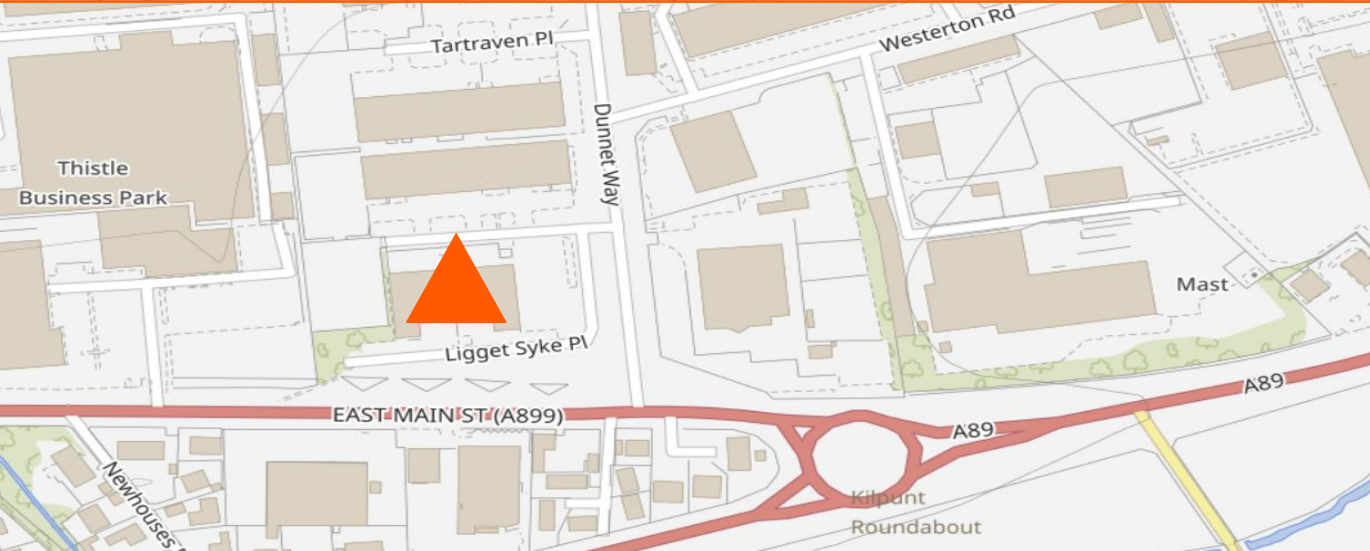 Tartraven Pl
Westerton Rd
Dunnet Way
Thistle
Business Park
Mast
Ligget Syke Pl
EAST MAIN ST (A899)
A89
A89
Newhouses
Kilpunt
Roundabout